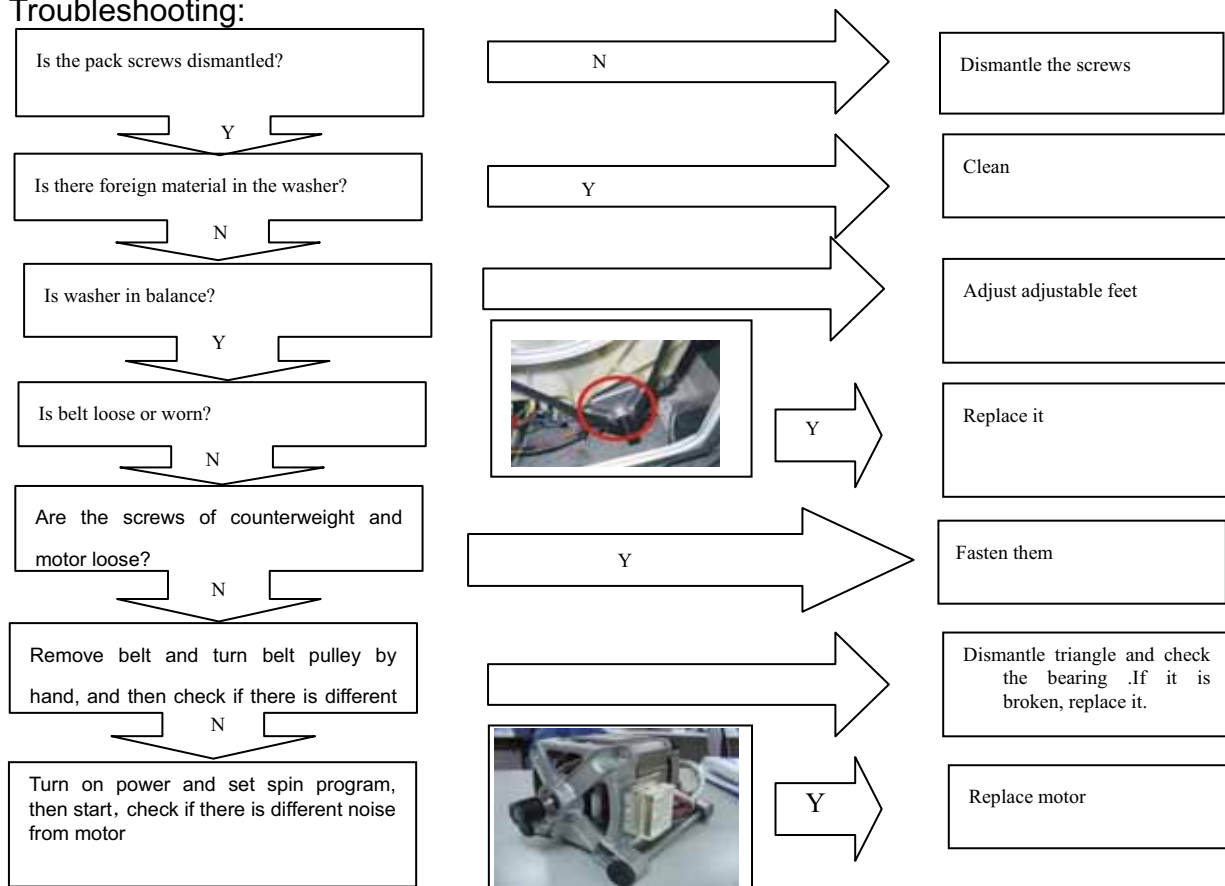 Troubleshooting:
Is the pack screws dismantled?
N
Dismantle the screws
Y
Is there foreign material in the washer?
Y
Clean
N
Is washer in balance?
Adjust adjustable feet
Y
Is belt loose or worn?
Y
Replace it
N
Are the screws of counterweight and
motor loose?
Y
Fasten them
N
Remove belt and turn belt pulley by
hand, and then check if there is different
Dismantle triangle and check
the bearing .If it is
broken, replace it.
N
Turn on power and set spin program,
then start, check if there is different noise
from motor
Y
Replace motor